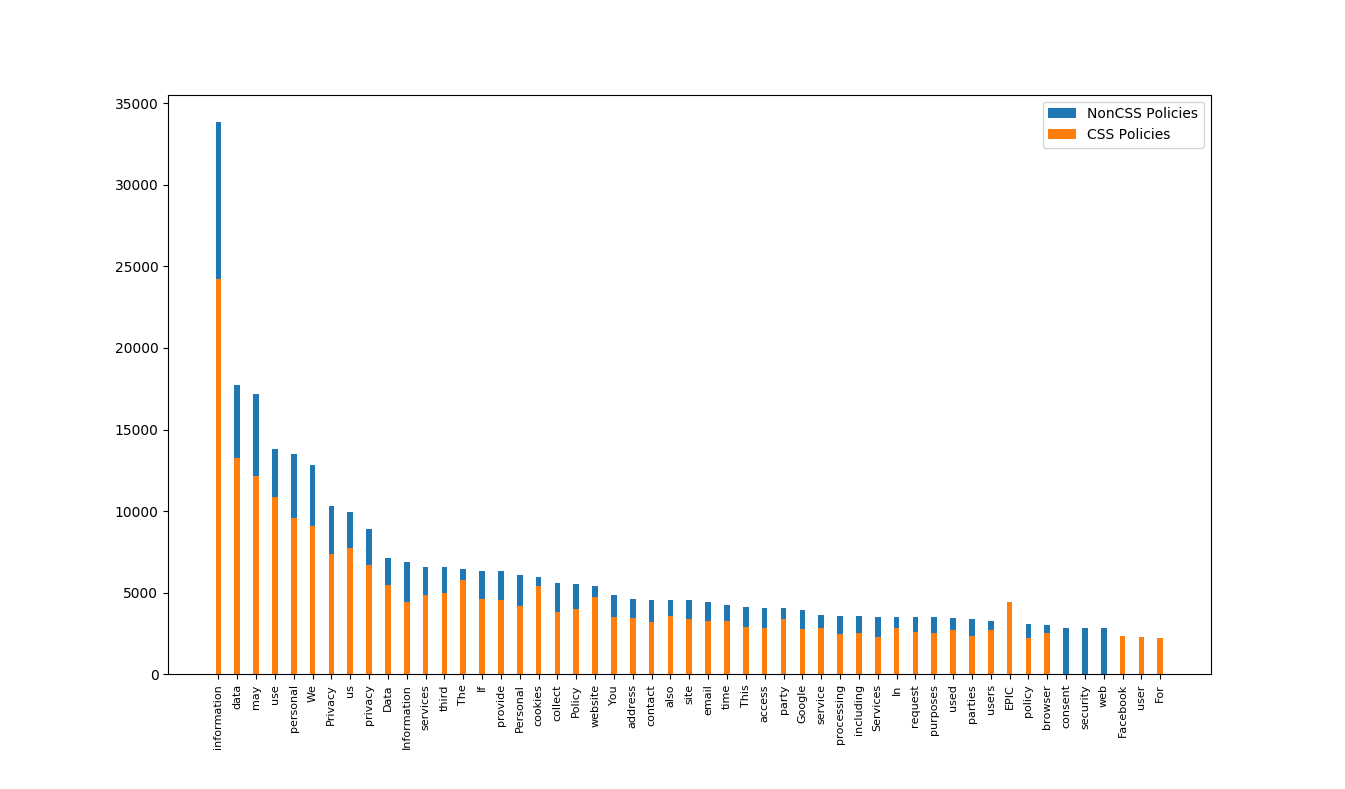 35000
30000
25000
20000
15000
10000
5000
0
NonCSS Policies
CSS Policies
information
data
may
use
personal
We
Privacy
us
privacy
Data
Information
services
third
The
If
provide
Personal
cookies
collect
Policy
website
You
address
contact
also
site
email
time
This
access
party
Google
service
processing
including
Services
In
request
purposes
used
parties
users
EPIC
policy
browser
consent
security
web
Facebook
user
For